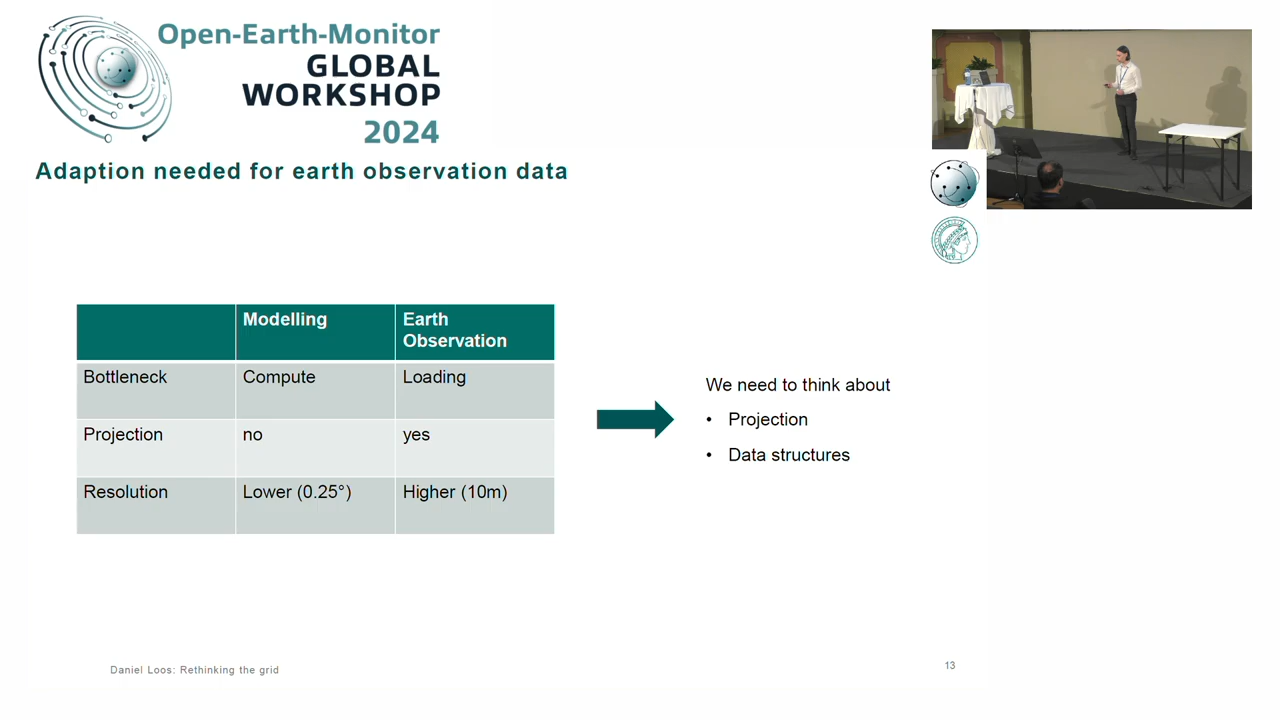 Open-Earth-Monitor
GLOBAL
WORKSHOP
2024
Adaption needed for earth observation data
Modelling
Earth
Observation
Bottleneck
Compute
Loading
Projection
no
yes
Resolution
Lower (0.25°)
Higher (10m)
We need to think about
• Projection
• Data structures
Daniel Loos: Rethinking the grid
13